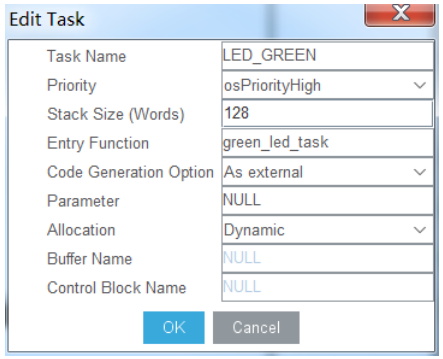 Edit Task
Task Name LED_GREEN
Priority osPriorityHigh
Stack Size (Words) 128
Entry Function green_led_task
Code Generation Option As external
Parameter NULL
Allocation Dynamic
Buffer Name NULL
Control Block Name NULL
OK Cancel